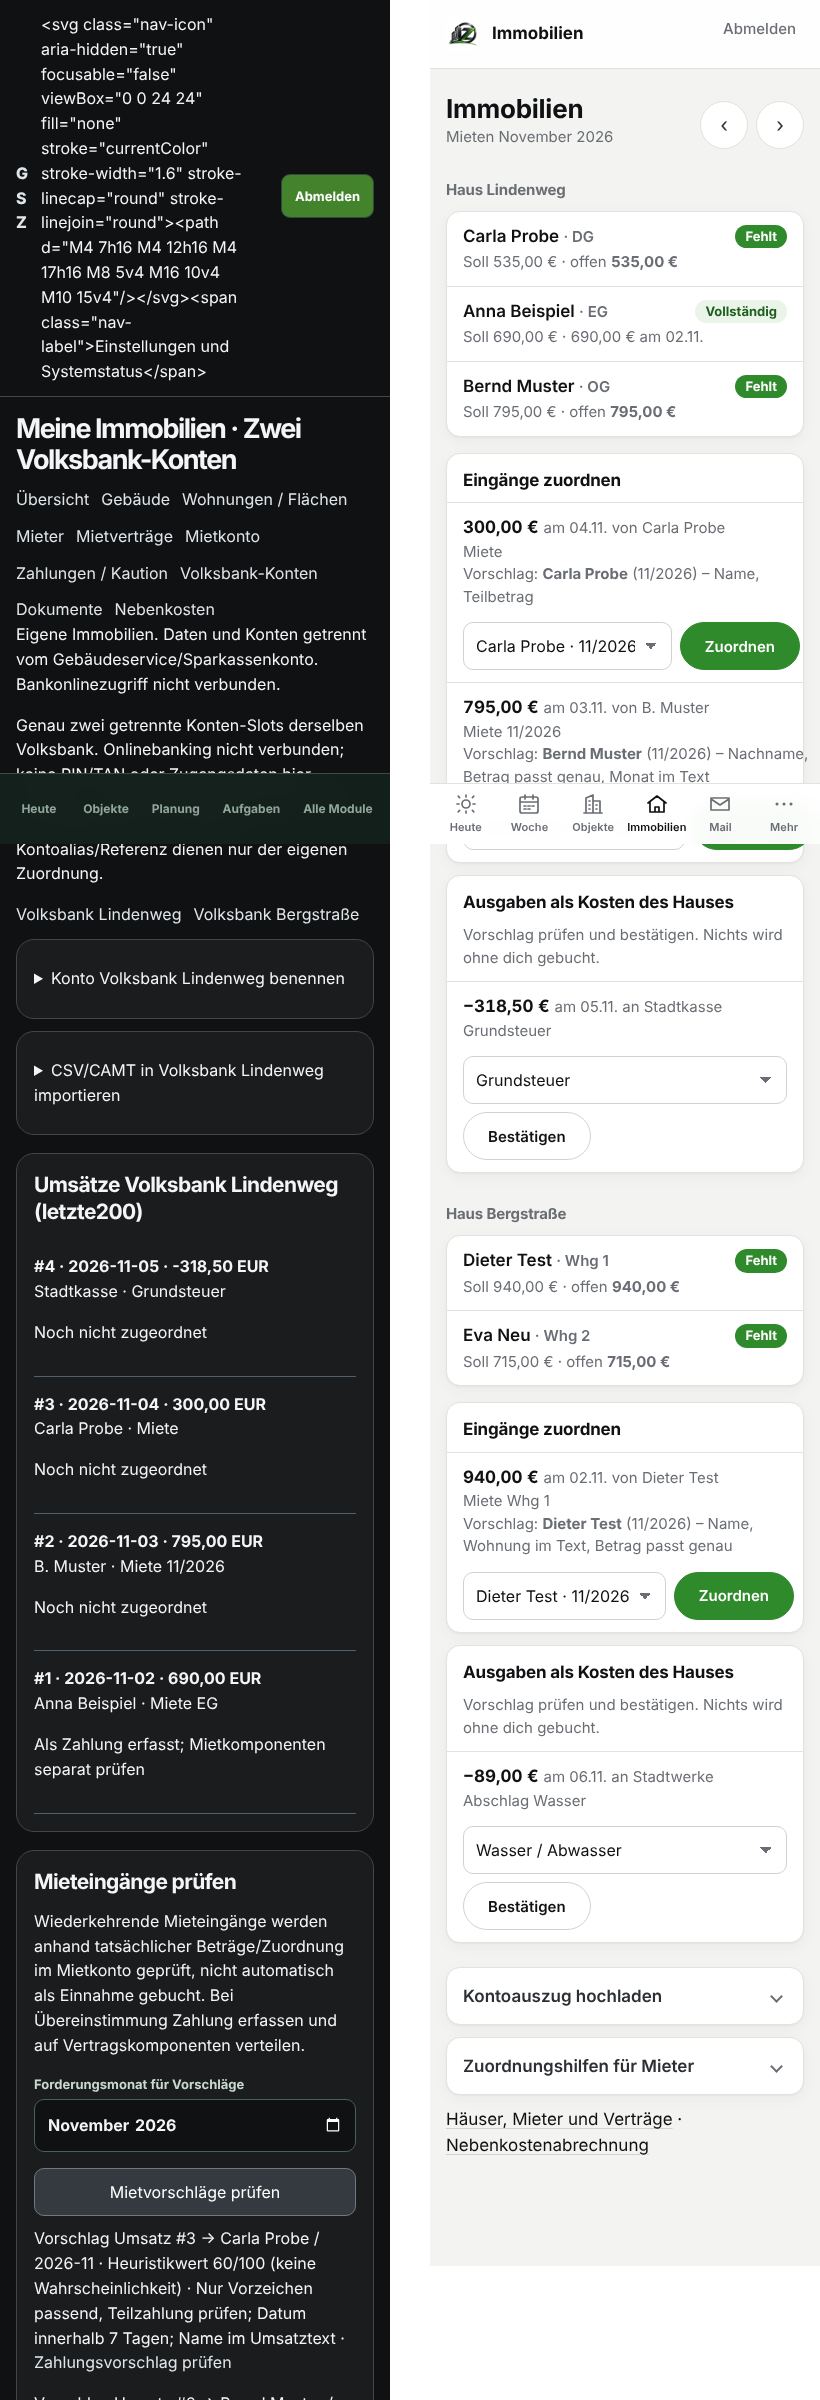 <svg class="nav-icon"
aria-hidden="true"
focusable="false"
viewBox="0 0 24 24"
fill="none"
stroke="currentColor"
G stroke-width="1.6" stroke-
S linecap="round" stroke-
Z linejoin="round"><path
d="M4 7h16 M4 12h16 M4
17h16 M8 5v4 M16 10v4
M10 15v4"/></svg><span
class="nav-
label">Einstellungen und
Systemstatus</span>
Abmelden
Meine Immobilien · Zwei
Volksbank-Konten
Übersicht Gebäude Wohnungen / Flächen
Mieter Mietverträge Mietkonto
Zahlungen / Kaution Volksbank-Konten
Dokumente Nebenkosten
Eigene Immobilien. Daten und Konten getrennt
vom Gebäudeservice/Sparkassenkonto.
Bankonlinezugriff nicht verbunden.
Genau zwei getrennte Konten-Slots derselben
Volksbank. Onlinebanking nicht verbunden;
keine PIN/TAN oder Zugangsdaten hier
Heute Objekte Planung Aufgaben Alle Module
Kontoalias/Referenz dienen nur der eigenen
Zuordnung.
Volksbank Lindenweg Volksbank Bergstraße
Konto Volksbank Lindenweg benennen
CSV/CAMT in Volksbank Lindenweg
importieren
Umsätze Volksbank Lindenweg
(letzte200)
#4 · 2026-11-05 · -318,50 EUR
Stadtkasse · Grundsteuer
Noch nicht zugeordnet
#3 · 2026-11-04 · 300,00 EUR
Carla Probe · Miete
Noch nicht zugeordnet
#2 · 2026-11-03 · 795,00 EUR
B. Muster · Miete 11/2026
Noch nicht zugeordnet
#1 · 2026-11-02 · 690,00 EUR
Anna Beispiel · Miete EG
Als Zahlung erfasst; Mietkomponenten
separat prüfen
Mieteingänge prüfen
Wiederkehrende Mieteingänge werden
anhand tatsächlicher Beträge/Zuordnung
im Mietkonto geprüft, nicht automatisch
als Einnahme gebucht. Bei
Übereinstimmung Zahlung erfassen und
auf Vertragskomponenten verteilen.
Forderungsmonat für Vorschläge
November 2026
Mietvorschläge prüfen
Vorschlag Umsatz #3 → Carla Probe /
2026-11 · Heuristikwert 60/100 (keine
Wahrscheinlichkeit) · Nur Vorzeichen
passend, Teilzahlung prüfen; Datum
innerhalb 7 Tagen; Name im Umsatztext ·
Zahlungsvorschlag prüfen
Immobilien
Abmelden
Immobilien
Mieten November 2026
‹ ›
Haus Lindenweg
Carla Probe · DG Fehlt
Soll 535,00 € · offen 535,00 €
Anna Beispiel · EG Vollständig
Soll 690,00 € · 690,00 € am 02.11.
Bernd Muster · OG Fehlt
Soll 795,00 € · offen 795,00 €
Eingänge zuordnen
300,00 € am 04.11. von Carla Probe
Miete
Vorschlag: Carla Probe (11/2026) – Name,
Teilbetrag
Carla Probe · 11/2026 Zuordnen
795,00 € am 03.11. von B. Muster
Miete 11/2026
Vorschlag: Bernd Muster (11/2026) – Nachname,
Betrag passt genau, Monat im Text
Heute Woche Objekte Immobilien Mail Mehr
Ausgaben als Kosten des Hauses
Vorschlag prüfen und bestätigen. Nichts wird
ohne dich gebucht.
−318,50 € am 05.11. an Stadtkasse
Grundsteuer
Grundsteuer
Bestätigen
Haus Bergstraße
Dieter Test · Whg 1 Fehlt
Soll 940,00 € · offen 940,00 €
Eva Neu · Whg 2 Fehlt
Soll 715,00 € · offen 715,00 €
Eingänge zuordnen
940,00 € am 02.11. von Dieter Test
Miete Whg 1
Vorschlag: Dieter Test (11/2026) – Name,
Wohnung im Text, Betrag passt genau
Dieter Test · 11/2026 Zuordnen
Ausgaben als Kosten des Hauses
Vorschlag prüfen und bestätigen. Nichts wird
ohne dich gebucht.
−89,00 € am 06.11. an Stadtwerke
Abschlag Wasser
Wasser / Abwasser
Bestätigen
Kontoauszug hochladen
Zuordnungshilfen für Mieter
Häuser, Mieter und Verträge ·
Nebenkostenabrechnung